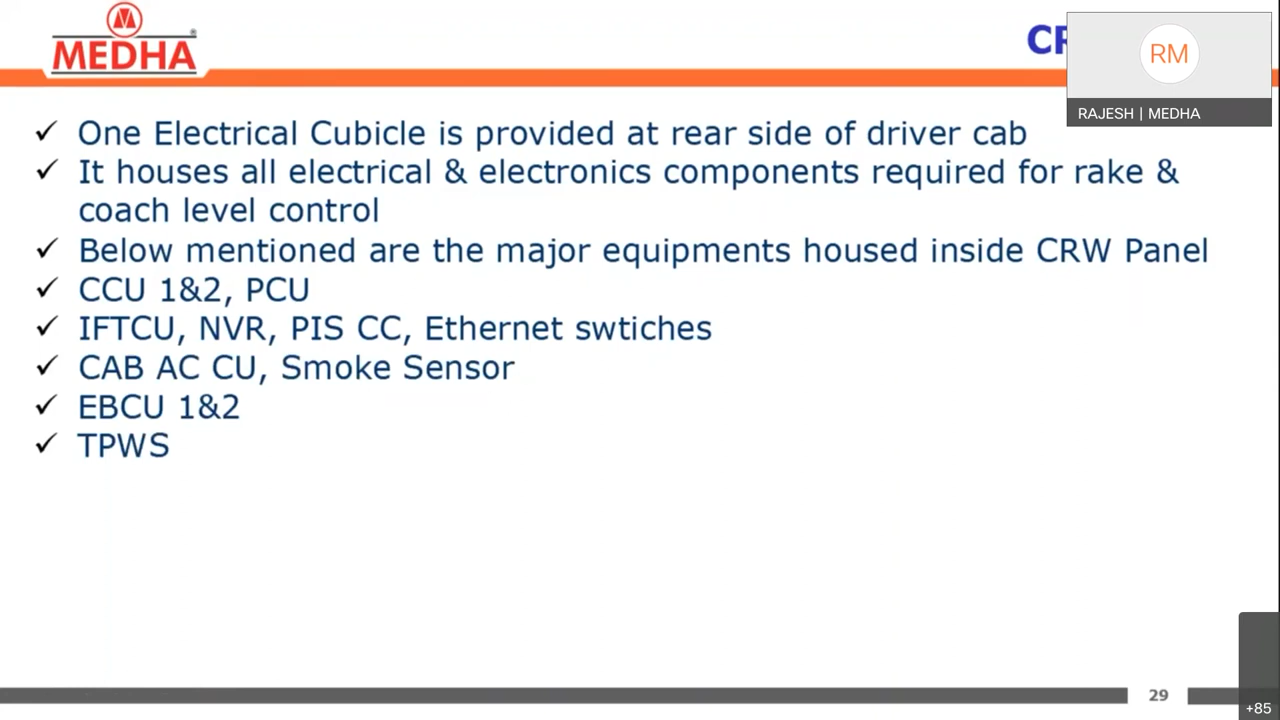 MEDHA
CR
RM
RAJESH | MEDHA
✓ One Electrical Cubicle is provided at rear side of driver cab
✓ It houses all electrical & electronics components required for rake &
coach level control
✓ Below mentioned are the major equipments housed inside CRW Panel
✓ CCU 1&2, PCU
✓ IFTCU, NVR, PIS CC, Ethernet swtiches
✓ CAB AC CU, Smoke Sensor
✓ EBCU 1&2
✓ TPWS
29
+85